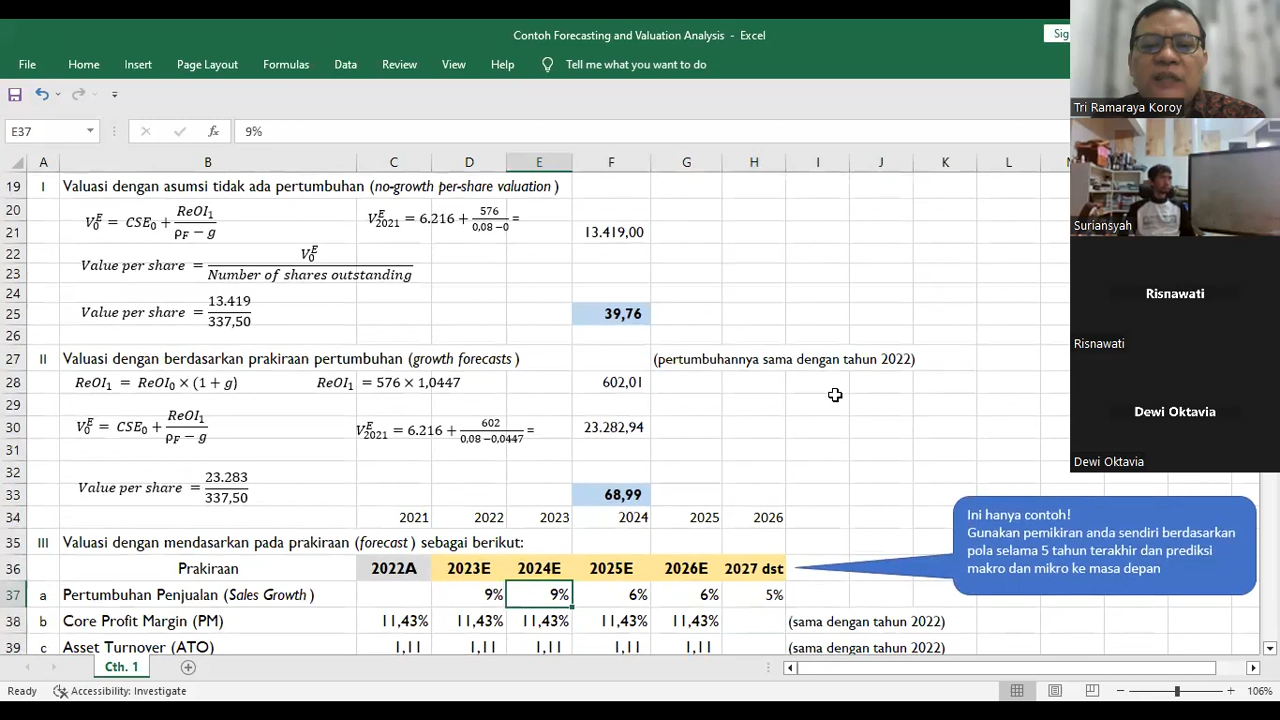 Contoh Forecasting and Valuation Analysis - Excel
Sig
File Home Insert Page Layout Formulas Data Review View Help Tell me what you want to do
E37 fx 9%
A B C D E F G H I J K L
19 I Valuasi dengan asumsi tidak ada pertumbuhan (no-growth per-share valuation)
20 V₀ᴱ = CSE₀ + ReOI₁ / (ρF − g) V₂₀₂₁ᴱ = 6.216 + 576 / (0,08 −0) =
21 13.419,00
22 Value per share = V₀ᴱ / Number of shares outstanding
23
24 Value per share = 13.419 / 337,50
25 39,76
26
27 II Valuasi dengan berdasarkan prakiraan pertumbuhan (growth forecasts) (pertumbuhannya sama dengan tahun 2022)
28 ReOI₁ = ReOI₀ × (1 + g) ReOI₁ = 576 × 1,0447 602,01
29
30 V₀ᴱ = CSE₀ + ReOI₁ / (ρF − g) V₂₀₂₁ᴱ = 6.216 + 602 / (0,08 −0,0447) = 23.282,94
31
32 Value per share = 23.283 / 337,50
33 68,99
34 2021 2022 2023 2024 2025 2026
35 III Valuasi dengan mendasarkan pada prakiraan (forecast) sebagai berikut:
36 Prakiraan 2022A 2023E 2024E 2025E 2026E 2027 dst
37 a Pertumbuhan Penjualan (Sales Growth) 9% 9% 6% 6% 5%
38 b Core Profit Margin (PM) 11,43% 11,43% 11,43% 11,43% 11,43% (sama dengan tahun 2022)
39 c Asset Turnover (ATO) 1,11 1,11 1,11 1,11 1,11 (sama dengan tahun 2022)
Ini hanya contoh!
Gunakan pemikiran anda sendiri berdasarkan
pola selama 5 tahun terakhir dan prediksi
makro dan mikro ke masa depan
Cth. 1
Ready Accessibility: Investigate 106%
Tri Ramaraya Koroy
Suriansyah
Risnawati
Risnawati
Dewi Oktavia
Dewi Oktavia